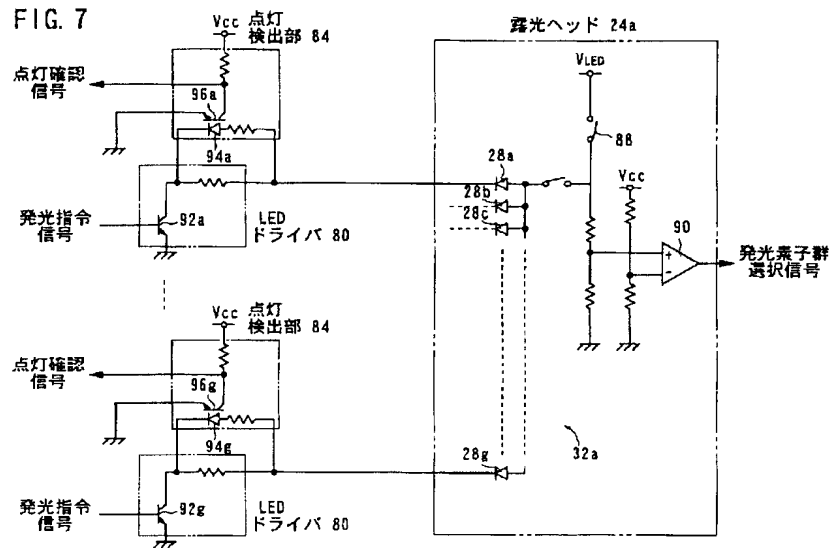 FIG. 7
Vcc 点灯
検出部 84
点灯確認
信号
96a
94a
発光指令
信号
92a
LED
ドライバ 80
露光ヘッド 24a
VLED
88
28a
28b
28c
Vcc
90
+
-
発光素子群
選択信号
Vcc 点灯
検出部 84
点灯確認
信号
96g
94g
発光指令
信号
92g
LED
ドライバ 80
28g
32a